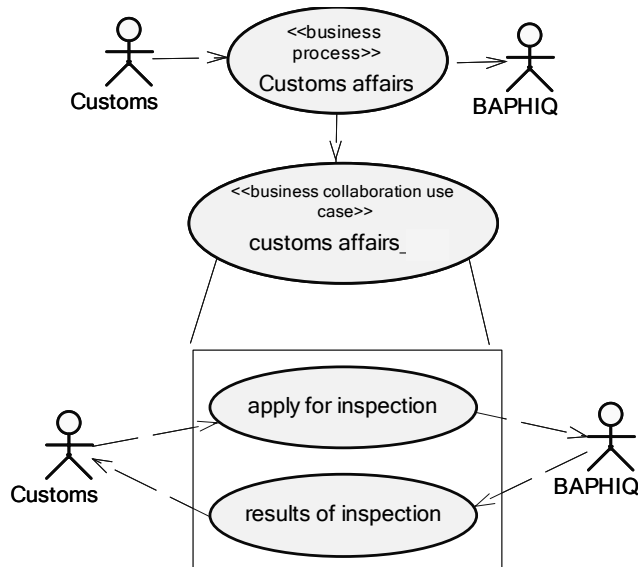 <<business
process>>
Customs affairs
Customs
BAPHIQ
<<business collaboration use
case>>
customs affairs_
apply for inspection
Customs
BAPHIQ
results of inspection